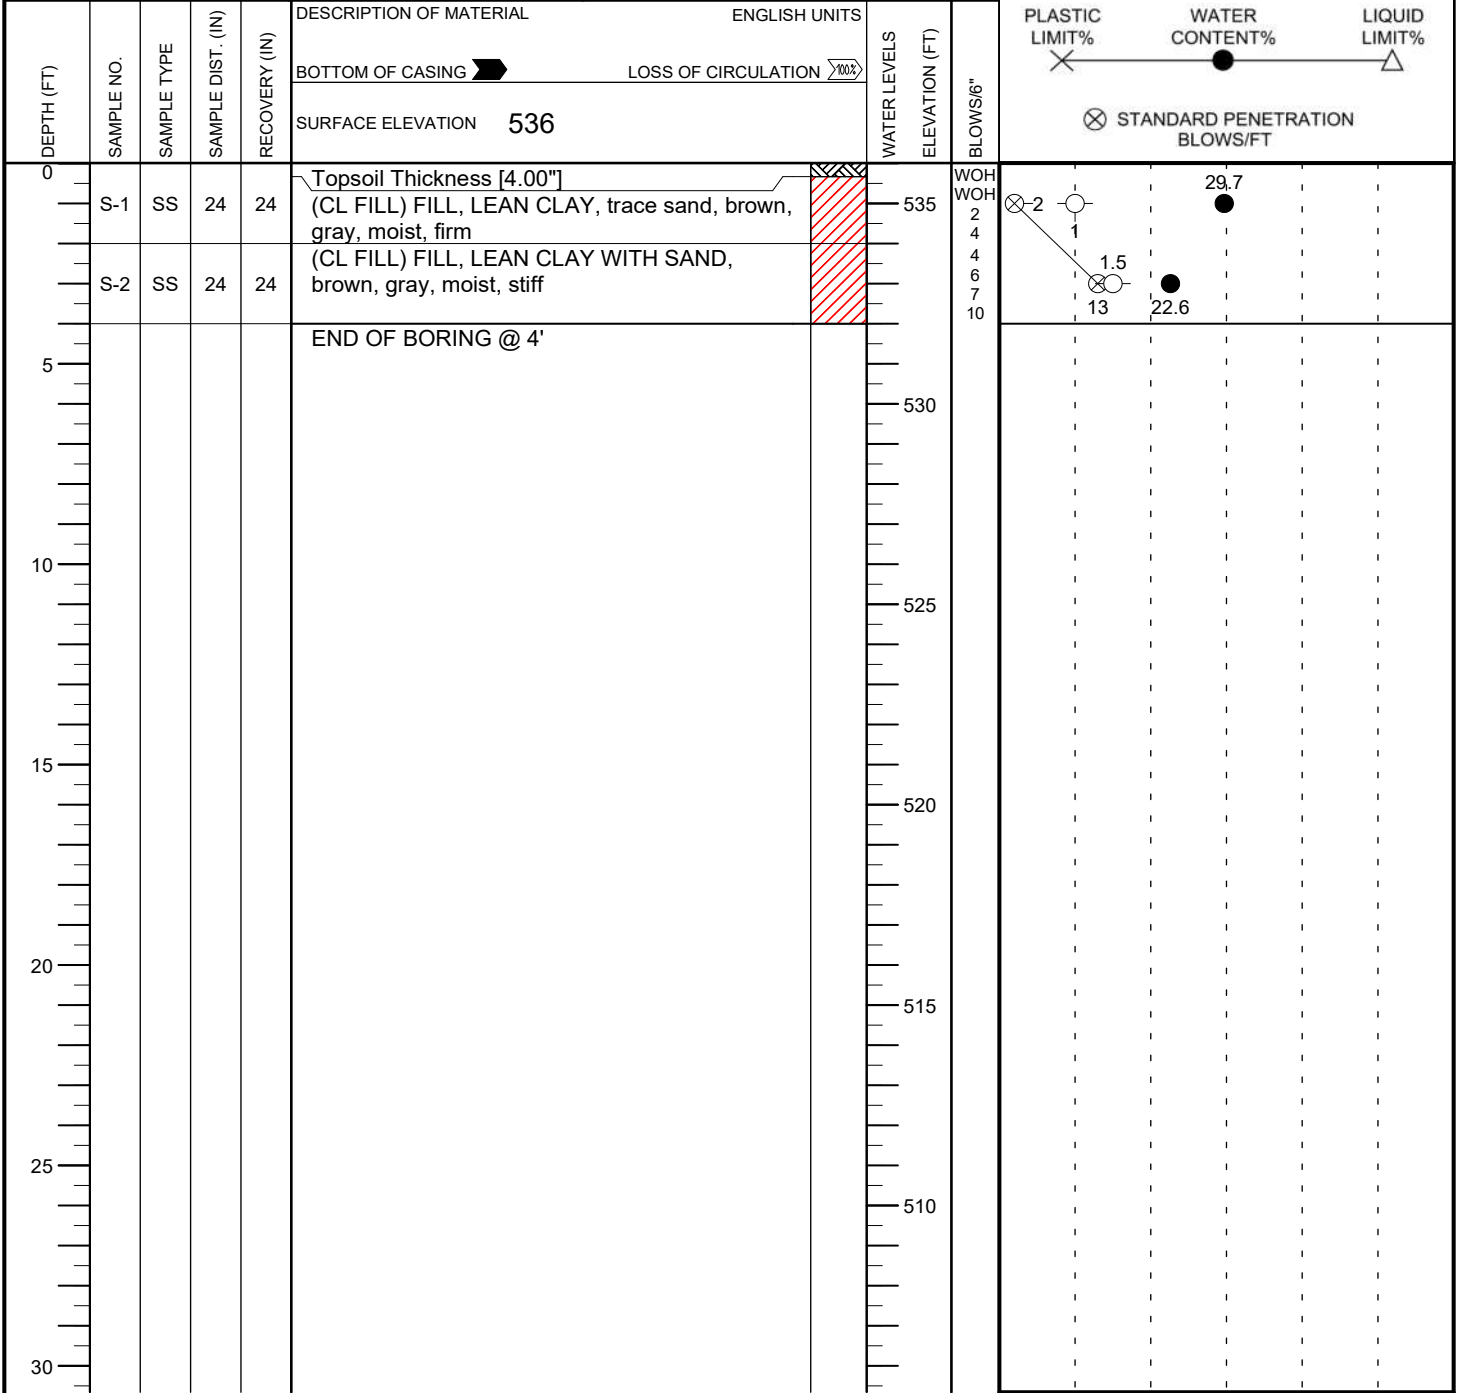 DEPTH (FT)
SAMPLE NO.
SAMPLE TYPE
SAMPLE DIST. (IN)
RECOVERY (IN)
DESCRIPTION OF MATERIAL ENGLISH UNITS
BOTTOM OF CASING LOSS OF CIRCULATION 100%
SURFACE ELEVATION 536
WATER LEVELS
ELEVATION (FT)
BLOWS/6"
PLASTIC LIMIT%
WATER CONTENT%
LIQUID LIMIT%
STANDARD PENETRATION
BLOWS/FT
0
Topsoil Thickness [4.00"]
S-1 SS 24 24
(CL FILL) FILL, LEAN CLAY, trace sand, brown,
gray, moist, firm
535
WOH
WOH
2
4
2
1
29.7
S-2 SS 24 24
(CL FILL) FILL, LEAN CLAY WITH SAND,
brown, gray, moist, stiff
4
6
7
10
1.5
13
22.6
END OF BORING @ 4'
5
530
10
525
15
520
20
515
25
510
30